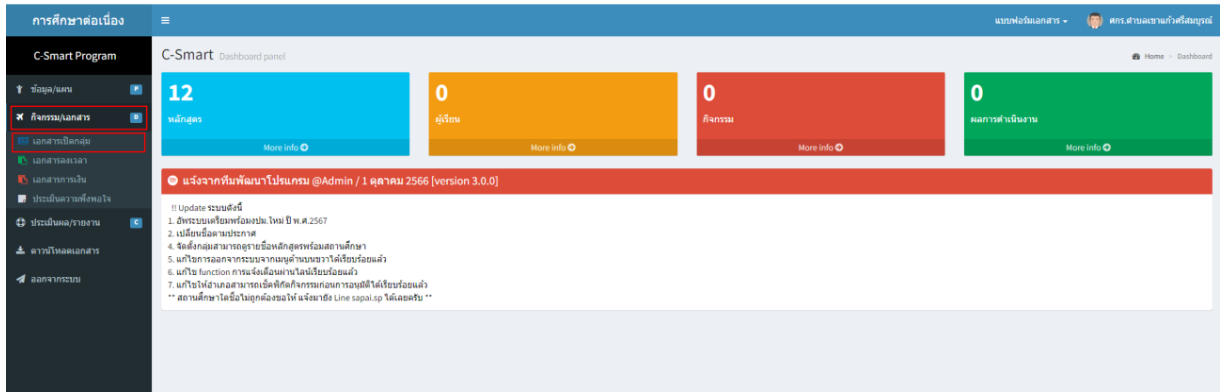 การศึกษาต่อเนื่อง
แบบฟอร์มเอกสาร
ศกร.ตำบลเขาแก้วศรีสมบูรณ์
C-Smart Program
C-Smart Dashboard panel
Home > Dashboard
ข้อมูล/แผน P
กิจกรรม/เอกสาร D
เอกสารเปิดกลุ่ม
เอกสารลงเวลา
เอกสารการเงิน
ประเมินความพึงพอใจ
ประเมินผล/รายงาน C
ดาวน์โหลดเอกสาร
ออกจากระบบ
12
หลักสูตร
More info
0
ผู้เรียน
More info
0
กิจกรรม
More info
0
ผลการดำเนินงาน
More info
แจ้งจากทีมพัฒนาโปรแกรม @Admin / 1 ตุลาคม 2566 [version 3.0.0]
!! Update ระบบดังนี้
1. อัพระบบเตรียมพร้อมงปม.ใหม่ ปี พ.ศ.2567
2. เปลี่ยนชื่อตามประกาศ
4. จัดตั้งกลุ่มสามารถดูรายชื่อหลักสูตรพร้อมสถานศึกษา
5. แก้ไขการออกจากระบบจากเมนูด้านบนขวาได้เรียบร้อยแล้ว
6. แก้ไข function การแจ้งเตือนผ่านไลน์เรียบร้อยแล้ว
7. แก้ไขให้อำเภอสามารถเช็คพิกัดกิจกรรมก่อนการอนุมัติได้เรียบร้อยแล้ว
** สถานศึกษาใดชื่อไม่ถูกต้องขอให้ แจ้งมายัง Line sapai.sp ได้เลยครับ **